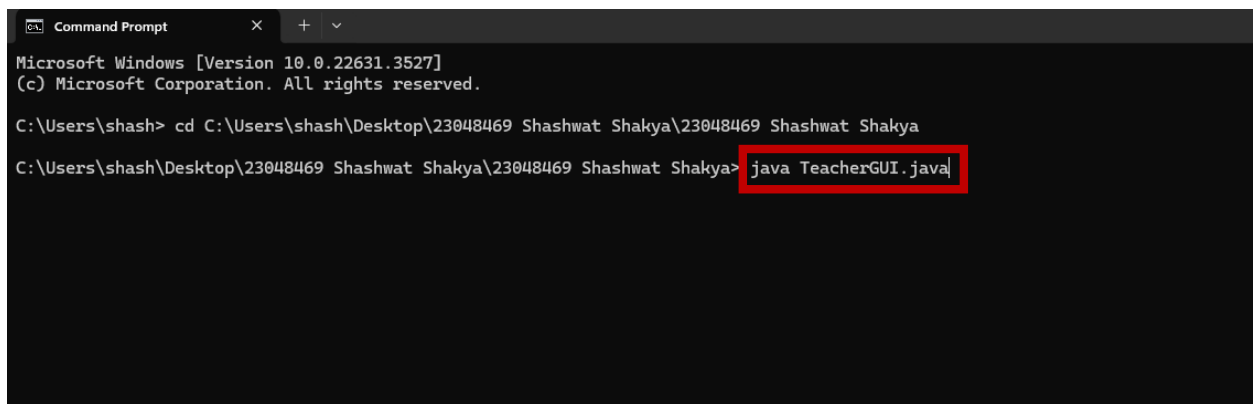 Command Prompt
Microsoft Windows [Version 10.0.22631.3527]
(c) Microsoft Corporation. All rights reserved.
C:\Users\shash> cd C:\Users\shash\Desktop\23048469 Shashwat Shakya\23048469 Shashwat Shakya
C:\Users\shash\Desktop\23048469 Shashwat Shakya\23048469 Shashwat Shakya> java TeacherGUI.java